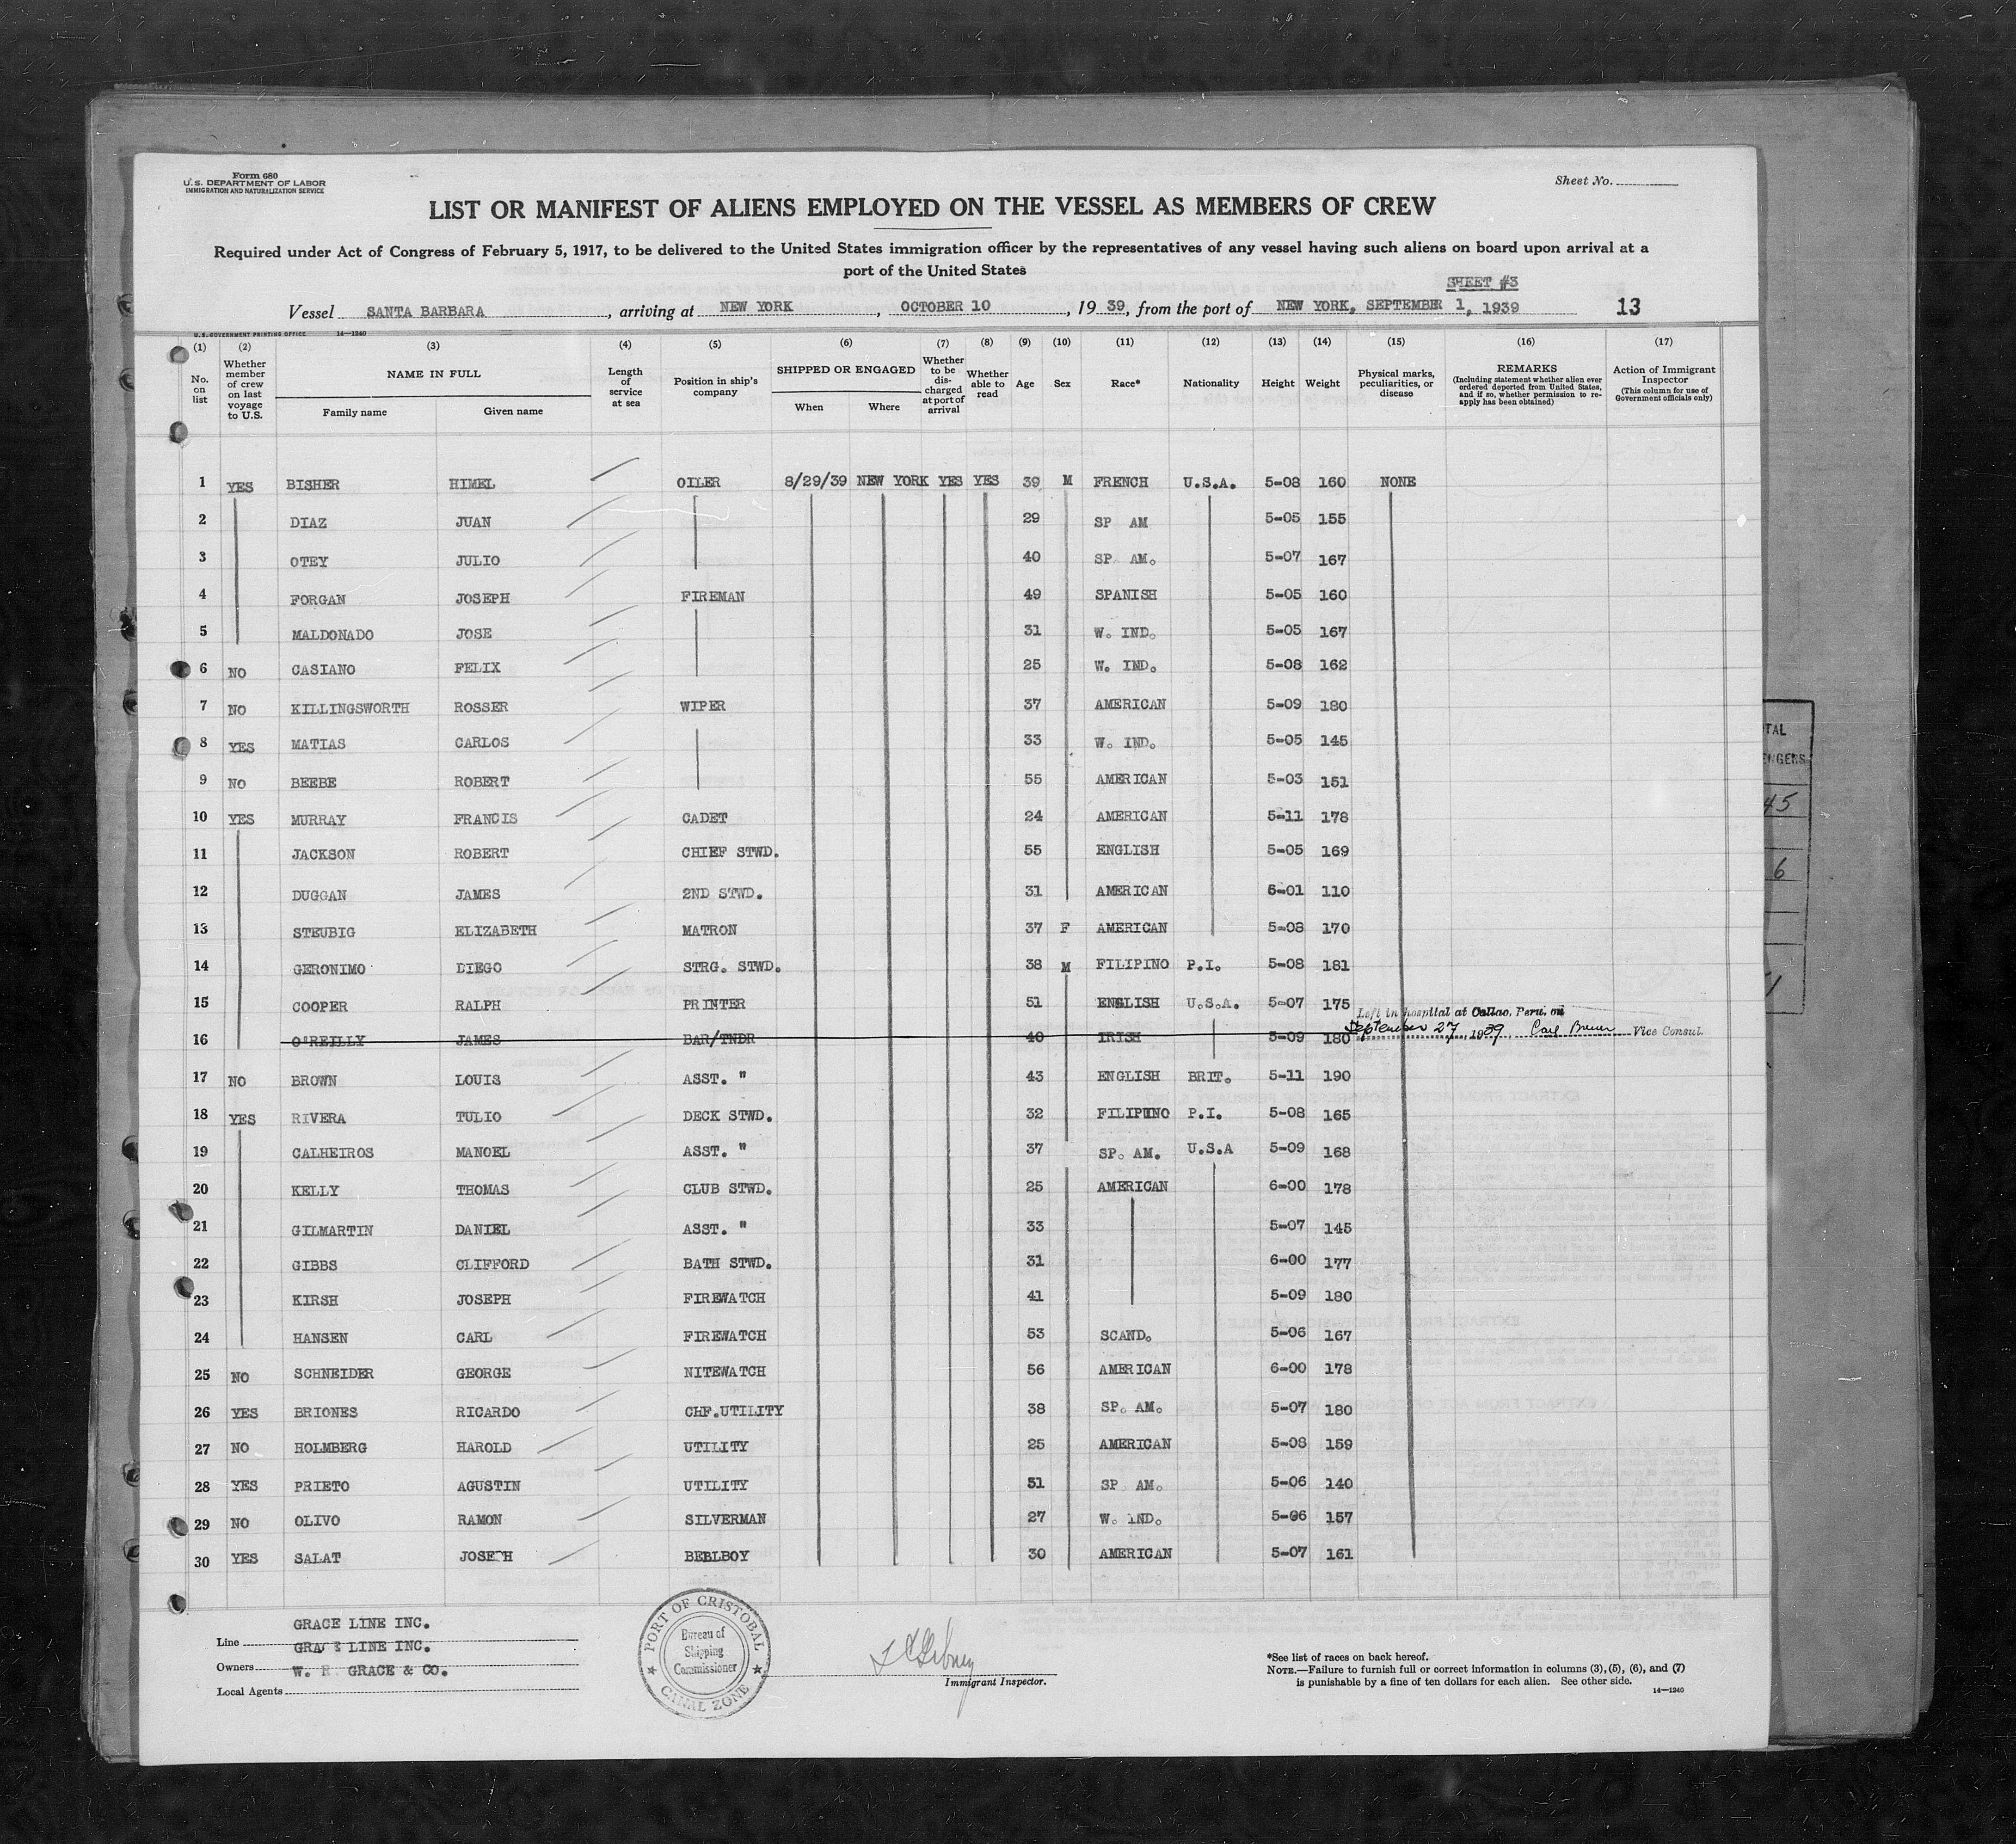 Form 680
U.S. DEPARTMENT OF LABOR
IMMIGRATION AND NATURALIZATION SERVICE
Sheet No.
LIST OR MANIFEST OF ALIENS EMPLOYED ON THE VESSEL AS MEMBERS OF CREW
Required under Act of Congress of February 5, 1917, to be delivered to the United States immigration officer by the representatives of any vessel having such aliens on board upon arrival at a
port of the United States
SHEET #3
Vessel SANTA BARBARA, arriving at NEW YORK, OCTOBER 10, 1939, from the port of NEW YORK, SEPTEMBER 1, 1939 13
U.S. GOVERNMENT PRINTING OFFICE 14—1240
(1) (2) (3) (4) (5) (6) (7) (8) (9) (10) (11) (12) (13) (14) (15) (16) (17)
No. on list
Whether member of crew on last voyage to U.S.
NAME IN FULL
Family name Given name
Length of service at sea
Position in ship's company
SHIPPED OR ENGAGED
When Where
Whether to be discharged at port of arrival
Whether able to read
Age Sex Race* Nationality Height Weight
Physical marks, peculiarities, or disease
REMARKS
(Including statement whether alien ever ordered deported from United States, and if so, whether permission to re-apply has been obtained)
Action of Immigrant Inspector
(This column for use of Government officials only)
1 YES BISHER HIMEL OILER 8/29/39 NEW YORK YES YES 39 M FRENCH U.S.A. 5-08 160 NONE
2 DIAZ JUAN 29 SP AM 5-05 155
3 OTEY JULIO 40 SP. AM. 5-07 167
4 FORGAN JOSEPH FIREMAN 49 SPANISH 5-05 160
5 MALDONADO JOSE 31 W. IND. 5-05 167
6 NO CASIANO FELIX 25 W. IND. 5-08 162
7 NO KILLINGSWORTH ROSSER WIPER 37 AMERICAN 5-09 180
8 YES MATIAS CARLOS 33 W. IND. 5-05 145
9 NO BEEBE ROBERT 55 AMERICAN 5-03 151
10 YES MURRAY FRANCIS CADET 24 AMERICAN 5-11 178
11 JACKSON ROBERT CHIEF STWD. 55 ENGLISH 5-05 169
12 DUGGAN JAMES 2ND STWD. 31 AMERICAN 6-01 110
13 STEUBIG ELIZABETH MATRON 37 F AMERICAN 5-08 170
14 GERONIMO DIEGO STRG. STWD. 38 M FILIPINO P.I. 5-08 181
15 COOPER RALPH PRINTER 51 ENGLISH U.S.A. 5-07 175
Left in hospital at Callao, Peru, on
September 27, 1939, Vice Consul.
16 O'REILLY JAMES BAR/TNDR 40 IRISH 5-09 180
17 NO BROWN LOUIS ASST. " 43 ENGLISH BRIT. 5-11 190
18 YES RIVERA TULIO DECK STWD. 32 FILIPINO P.I. 5-08 165
19 CALHEIROS MANOEL ASST. " 37 SP. AM. U.S.A 5-09 168
20 KELLY THOMAS CLUB STWD. 25 AMERICAN 6-00 178
21 GILMARTIN DANIEL ASST. " 33 5-07 145
22 GIBBS CLIFFORD BATH STWD. 31 6-00 177
23 KIRSH JOSEPH FIREWATCH 41 5-09 180
24 HANSEN CARL FIREWATCH 53 SCAND. 5-06 167
25 NO SCHNEIDER GEORGE NITEWATCH 56 AMERICAN 6-00 178
26 YES BRIONES RICARDO CHF.UTILITY 38 SP. AM. 5-07 180
27 NO HOLMBERG HAROLD UTILITY 25 AMERICAN 5-08 159
28 YES PRIETO AGUSTIN UTILITY 51 SP AM. 5-06 140
29 NO OLIVO RAMON SILVERMAN 27 W. IND. 5-06 157
30 YES SALAT JOSEPH BELLBOY 30 AMERICAN 5-07 161
Line GRACE LINE INC.
Owners GRACE LINE INC.
Local Agents W. R. GRACE & CO.
PORT OF CRISTOBAL
Bureau of
Shipping
Commissioner
CANAL ZONE
Immigrant Inspector.
*See list of races on back hereof.
NOTE.—Failure to furnish full or correct information in columns (3), (5), (6), and (7)
is punishable by a fine of ten dollars for each alien. See other side.
14—1240
45
6